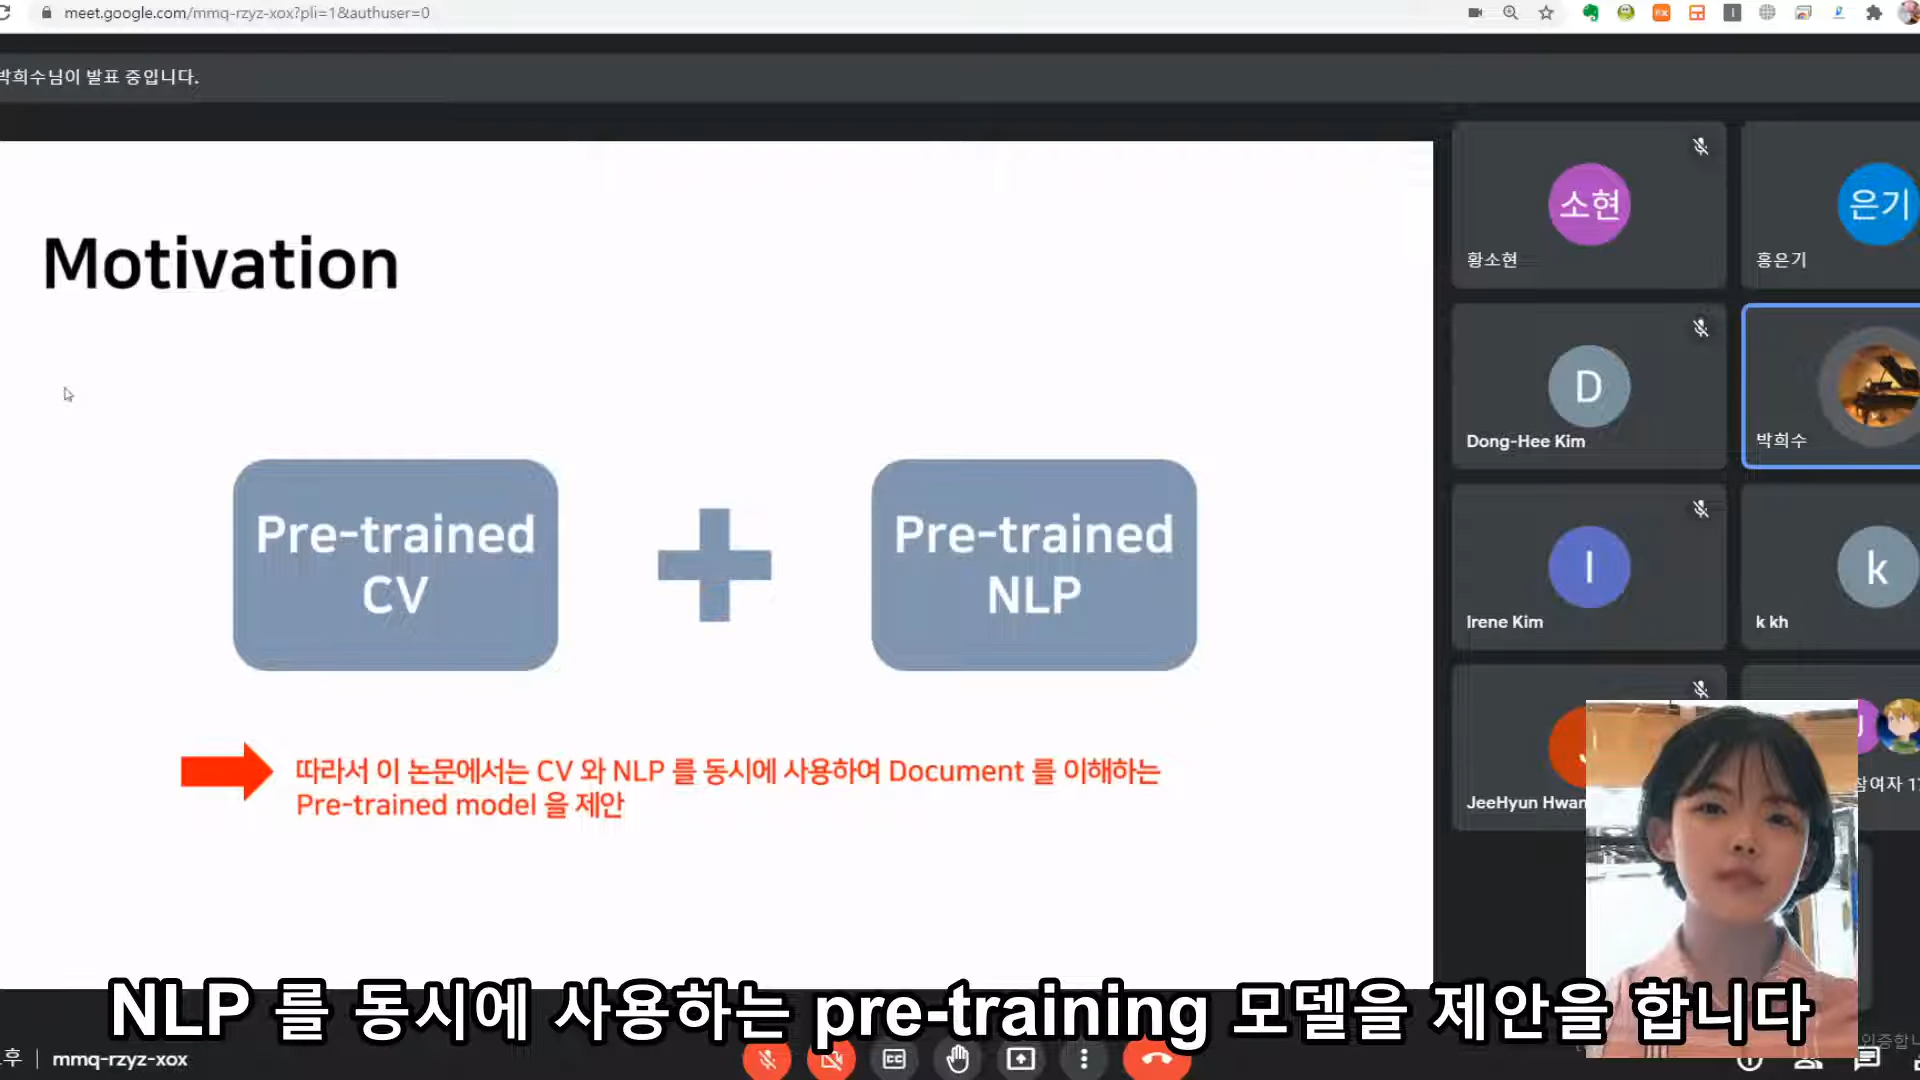 meet.google.com/mmq-rzyz-xox?pli=1&authuser=0
박희수님이 발표 중입니다.
Motivation
Pre-trained
CV
Pre-trained
NLP
따라서 이 논문에서는 CV 와 NLP 를 동시에 사용하여 Document 를 이해하는
Pre-trained model 을 제안
소현
황소현
은기
홍은기
D
Dong-Hee Kim
박희수
I
Irene Kim
k
k kh
JeeHyun Hwan
참여자 17
NLP 를 동시에 사용하는 pre-training 모델을 제안을 합니다
mmq-rzyz-xox